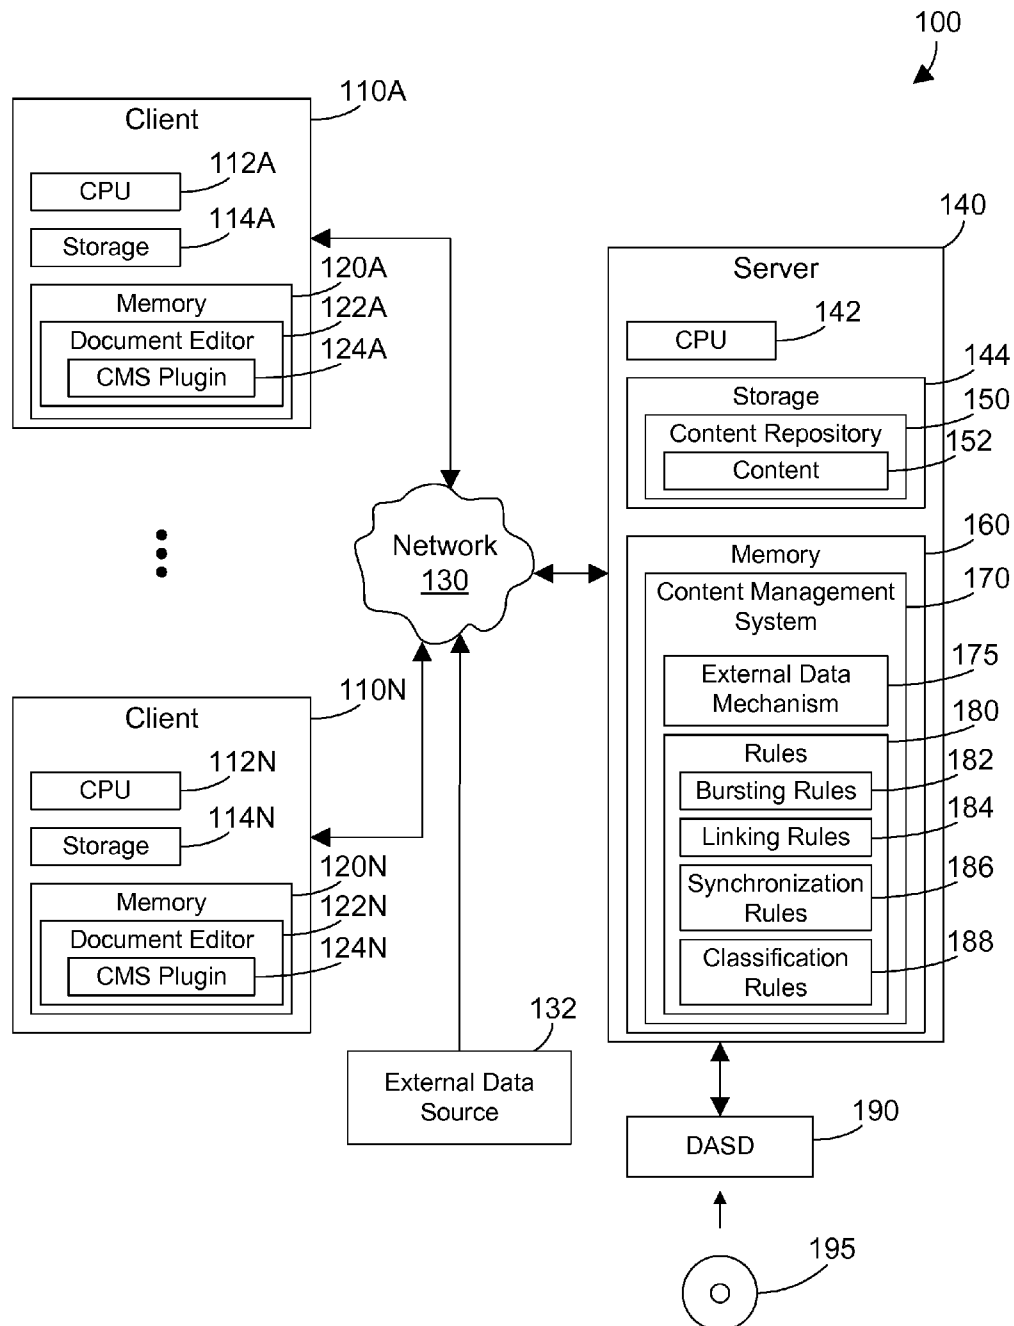 100
110A
Client
112A
CPU
114A
Storage
120A
Memory
122A
Document Editor
124A
CMS Plugin
Network
130
110N
Client
112N
CPU
114N
Storage
120N
Memory
122N
Document Editor
124N
CMS Plugin
132
External Data
Source
140
Server
142
CPU
144
Storage
150
Content Repository
152
Content
160
Memory
170
Content Management
System
175
External Data
Mechanism
180
Rules
182
Bursting Rules
184
Linking Rules
186
Synchronization
Rules
188
Classification
Rules
190
DASD
195